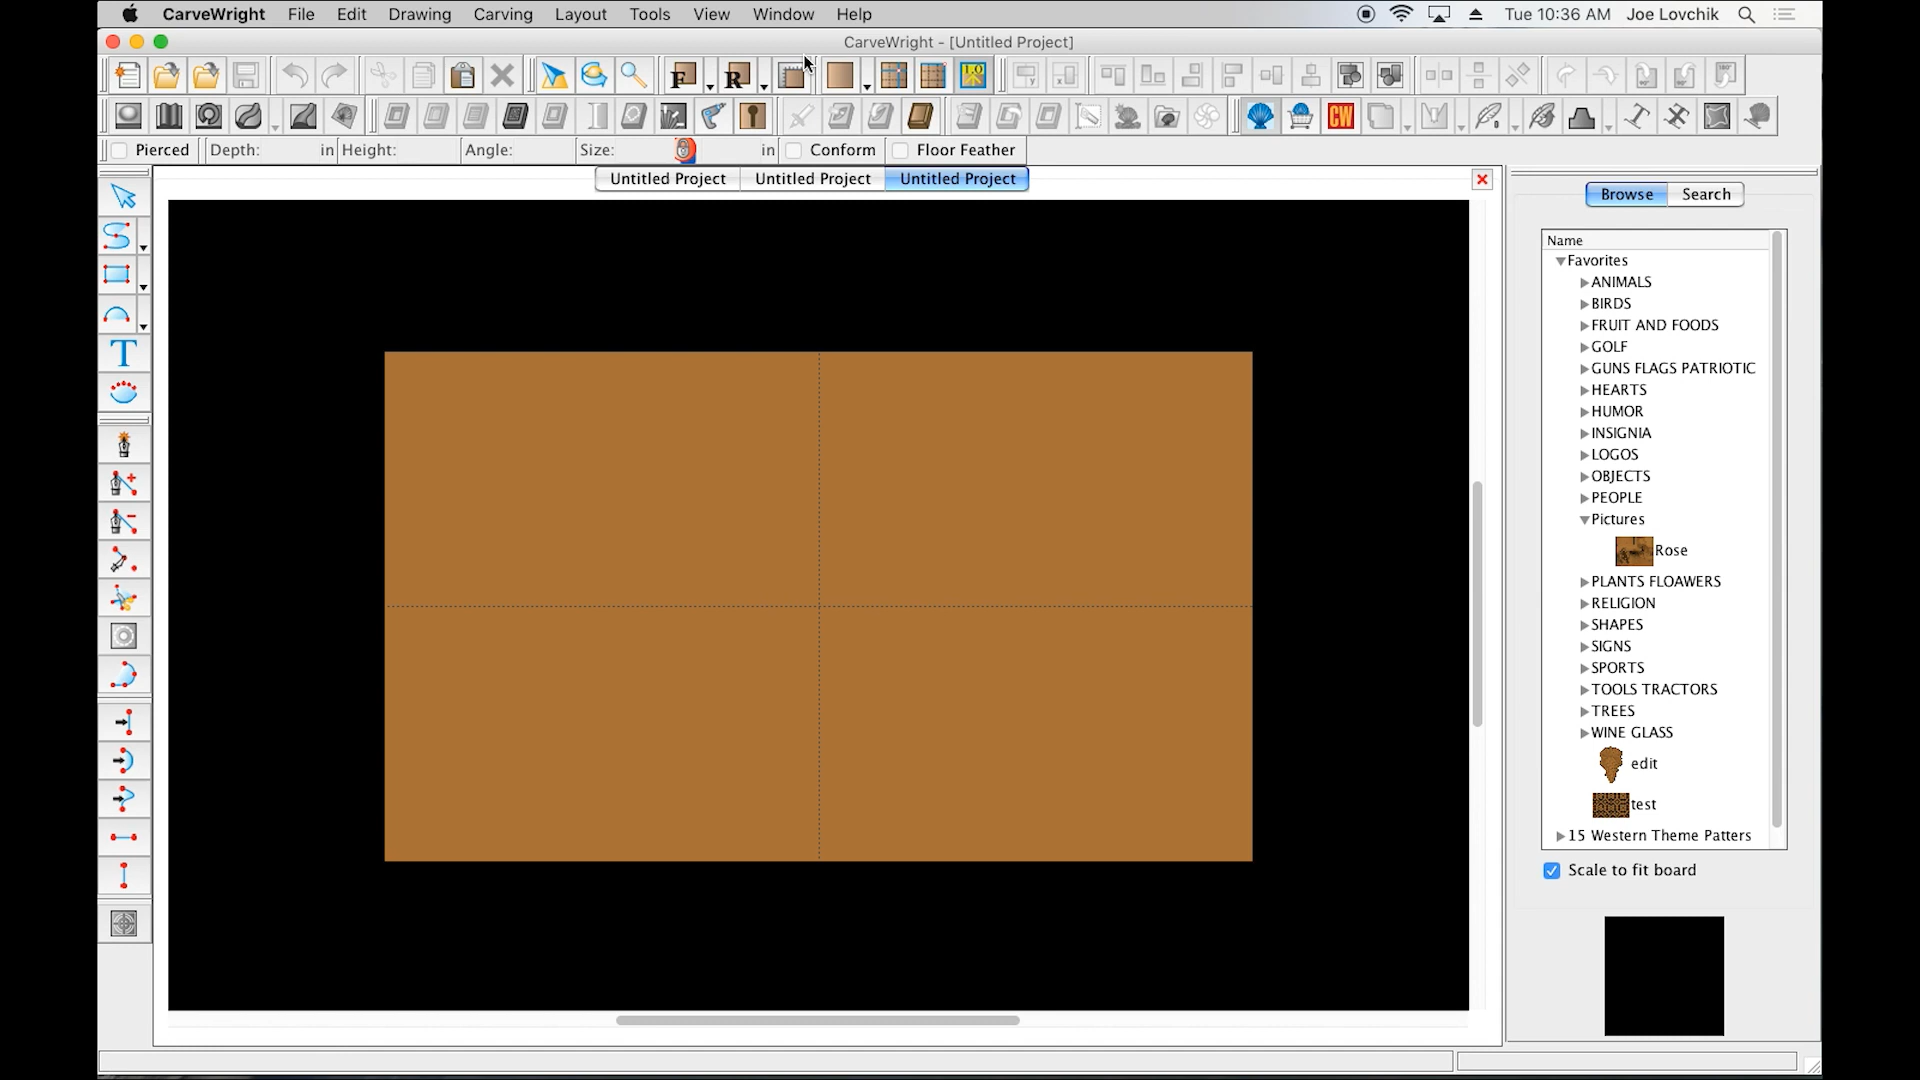 CarveWright File Edit Drawing Carving Layout Tools View Window Help Tue 10:36 AM Joe Lovchik
CarveWright - [Untitled Project]
F R 1.0
CW
Pierced Depth: in Height: Angle: Size: in Conform Floor Feather
Untitled Project Untitled Project Untitled Project
Browse Search
T
Name
Favorites
ANIMALS
BIRDS
FRUIT AND FOODS
GOLF
GUNS FLAGS PATRIOTIC
HEARTS
HUMOR
INSIGNIA
LOGOS
OBJECTS
PEOPLE
Pictures
Rose
PLANTS FLOAWERS
RELIGION
SHAPES
SIGNS
SPORTS
TOOLS TRACTORS
TREES
WINE GLASS
edit
test
15 Western Theme Patters
Scale to fit board